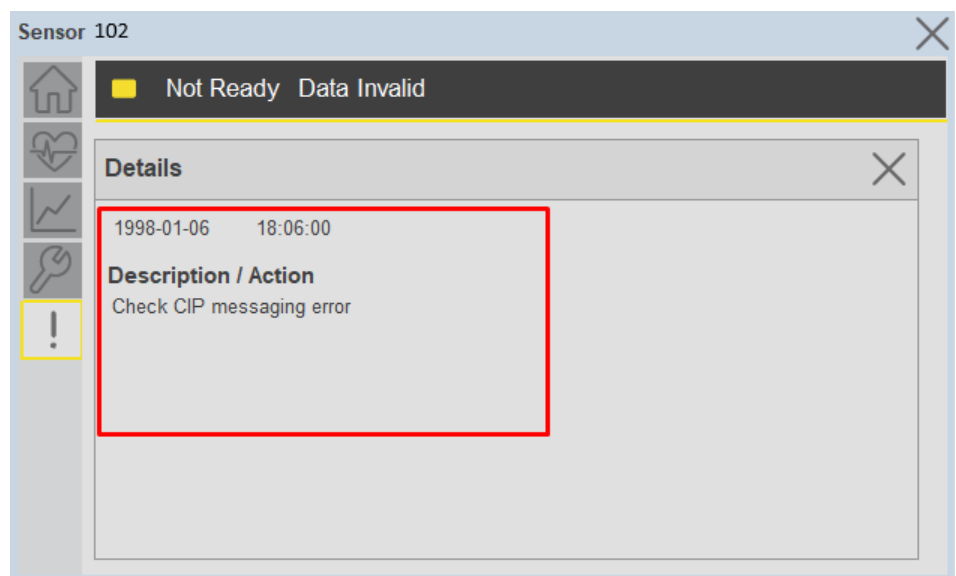 Sensor 102
Not Ready Data Invalid
Details
1998-01-06 18:06:00
Description / Action
Check CIP messaging error
!